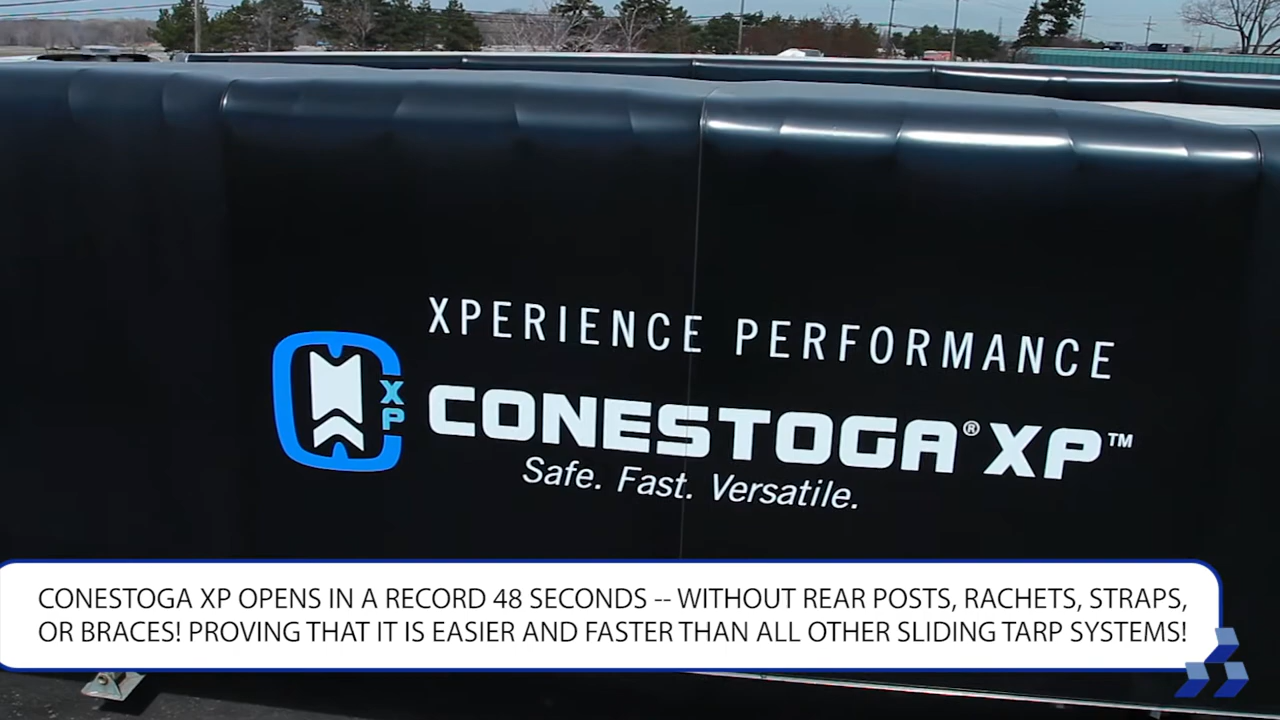 XPERIENCE PERFORMANCE
XP
CONESTOGA® XP™
Safe. Fast. Versatile.
CONESTOGA XP OPENS IN A RECORD 48 SECONDS -- WITHOUT REAR POSTS, RACHETS, STRAPS,
OR BRACES! PROVING THAT IT IS EASIER AND FASTER THAN ALL OTHER SLIDING TARP SYSTEMS!